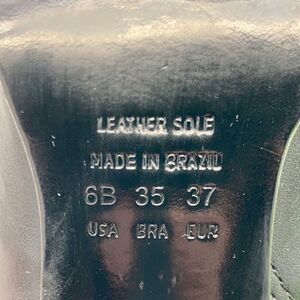 LEATHER SOLE
MADE IN BRAZIL
6B 35 37
USA BRA EUR